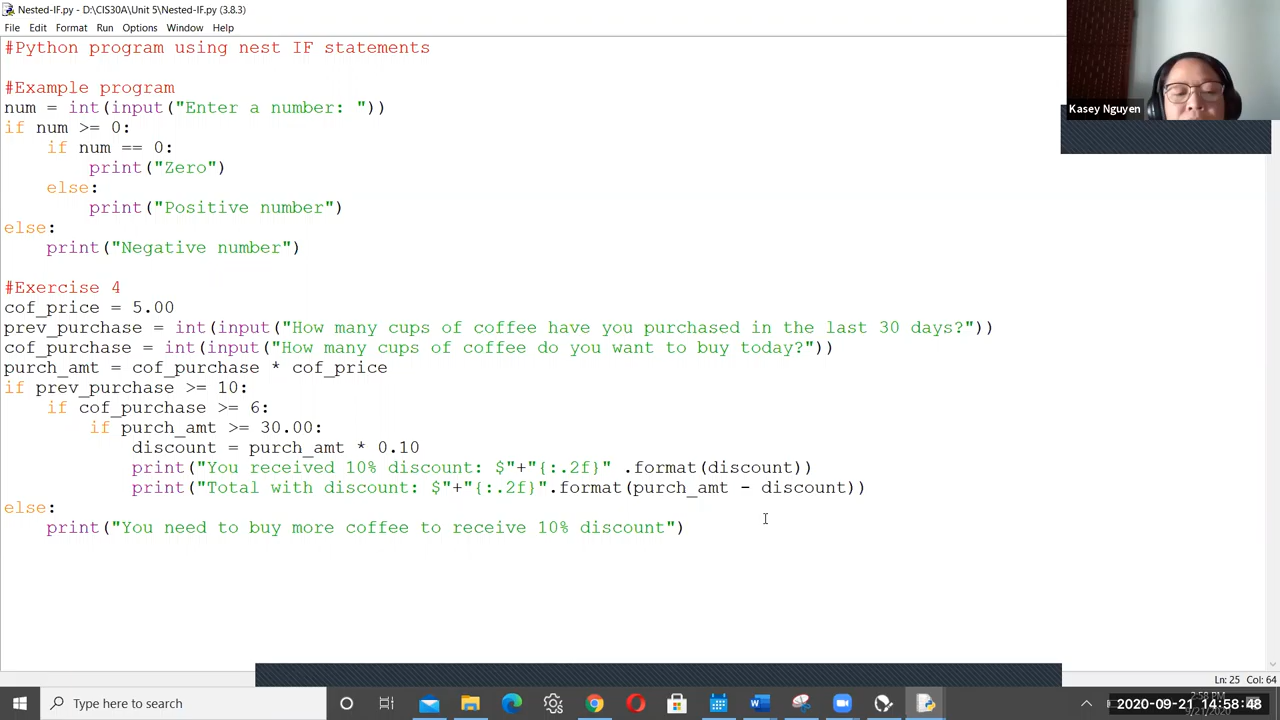 Nested-IF.py - D:\CIS30A\Unit 5\Nested-IF.py (3.8.3)
File Edit Format Run Options Window Help
#Python program using nest IF statements
#Example program
num = int(input("Enter a number: "))
if num >= 0:
    if num == 0:
        print("Zero")
    else:
        print("Positive number")
else:
    print("Negative number")
#Exercise 4
cof_price = 5.00
prev_purchase = int(input("How many cups of coffee have you purchased in the last 30 days?"))
cof_purchase = int(input("How many cups of coffee do you want to buy today?"))
purch_amt = cof_purchase * cof_price
if prev_purchase >= 10:
    if cof_purchase >= 6:
        if purch_amt >= 30.00:
            discount = purch_amt * 0.10
            print("You received 10% discount: $"+"{:.2f}" .format(discount))
            print("Total with discount: $"+"{:.2f}".format(purch_amt - discount))
else:
    print("You need to buy more coffee to receive 10% discount")
Kasey Nguyen
Ln: 25 Col: 64
Type here to search
2:58 PM
2020-09-21 14:58:48
9/21/2020